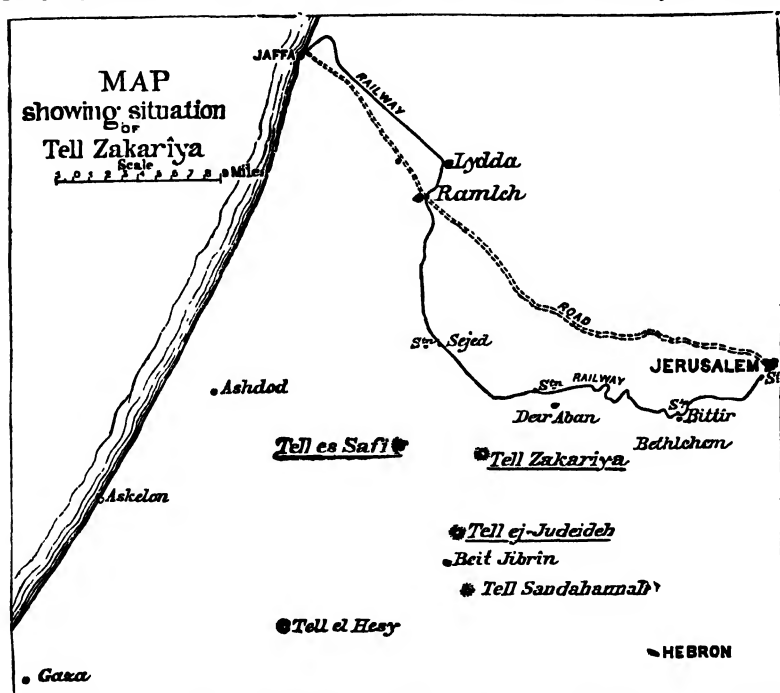 JAFFA
MAP
showing situation
OF
Tell Zakarîya
Scale
Miles
RAILWAY
Lydda
Ramleh
ROAD
Stn Sejed
JERUSALEM
Stn
RAILWAY
Deir Aban
Stn
Bittir
Bethlehem
Ashdod
Tell es Safi
Tell Zakariya
Askelon
Tell ej-Judeideh
Beit Jibrin
Tell Sandahannah
Tell el Hesy
HEBRON
Gaza